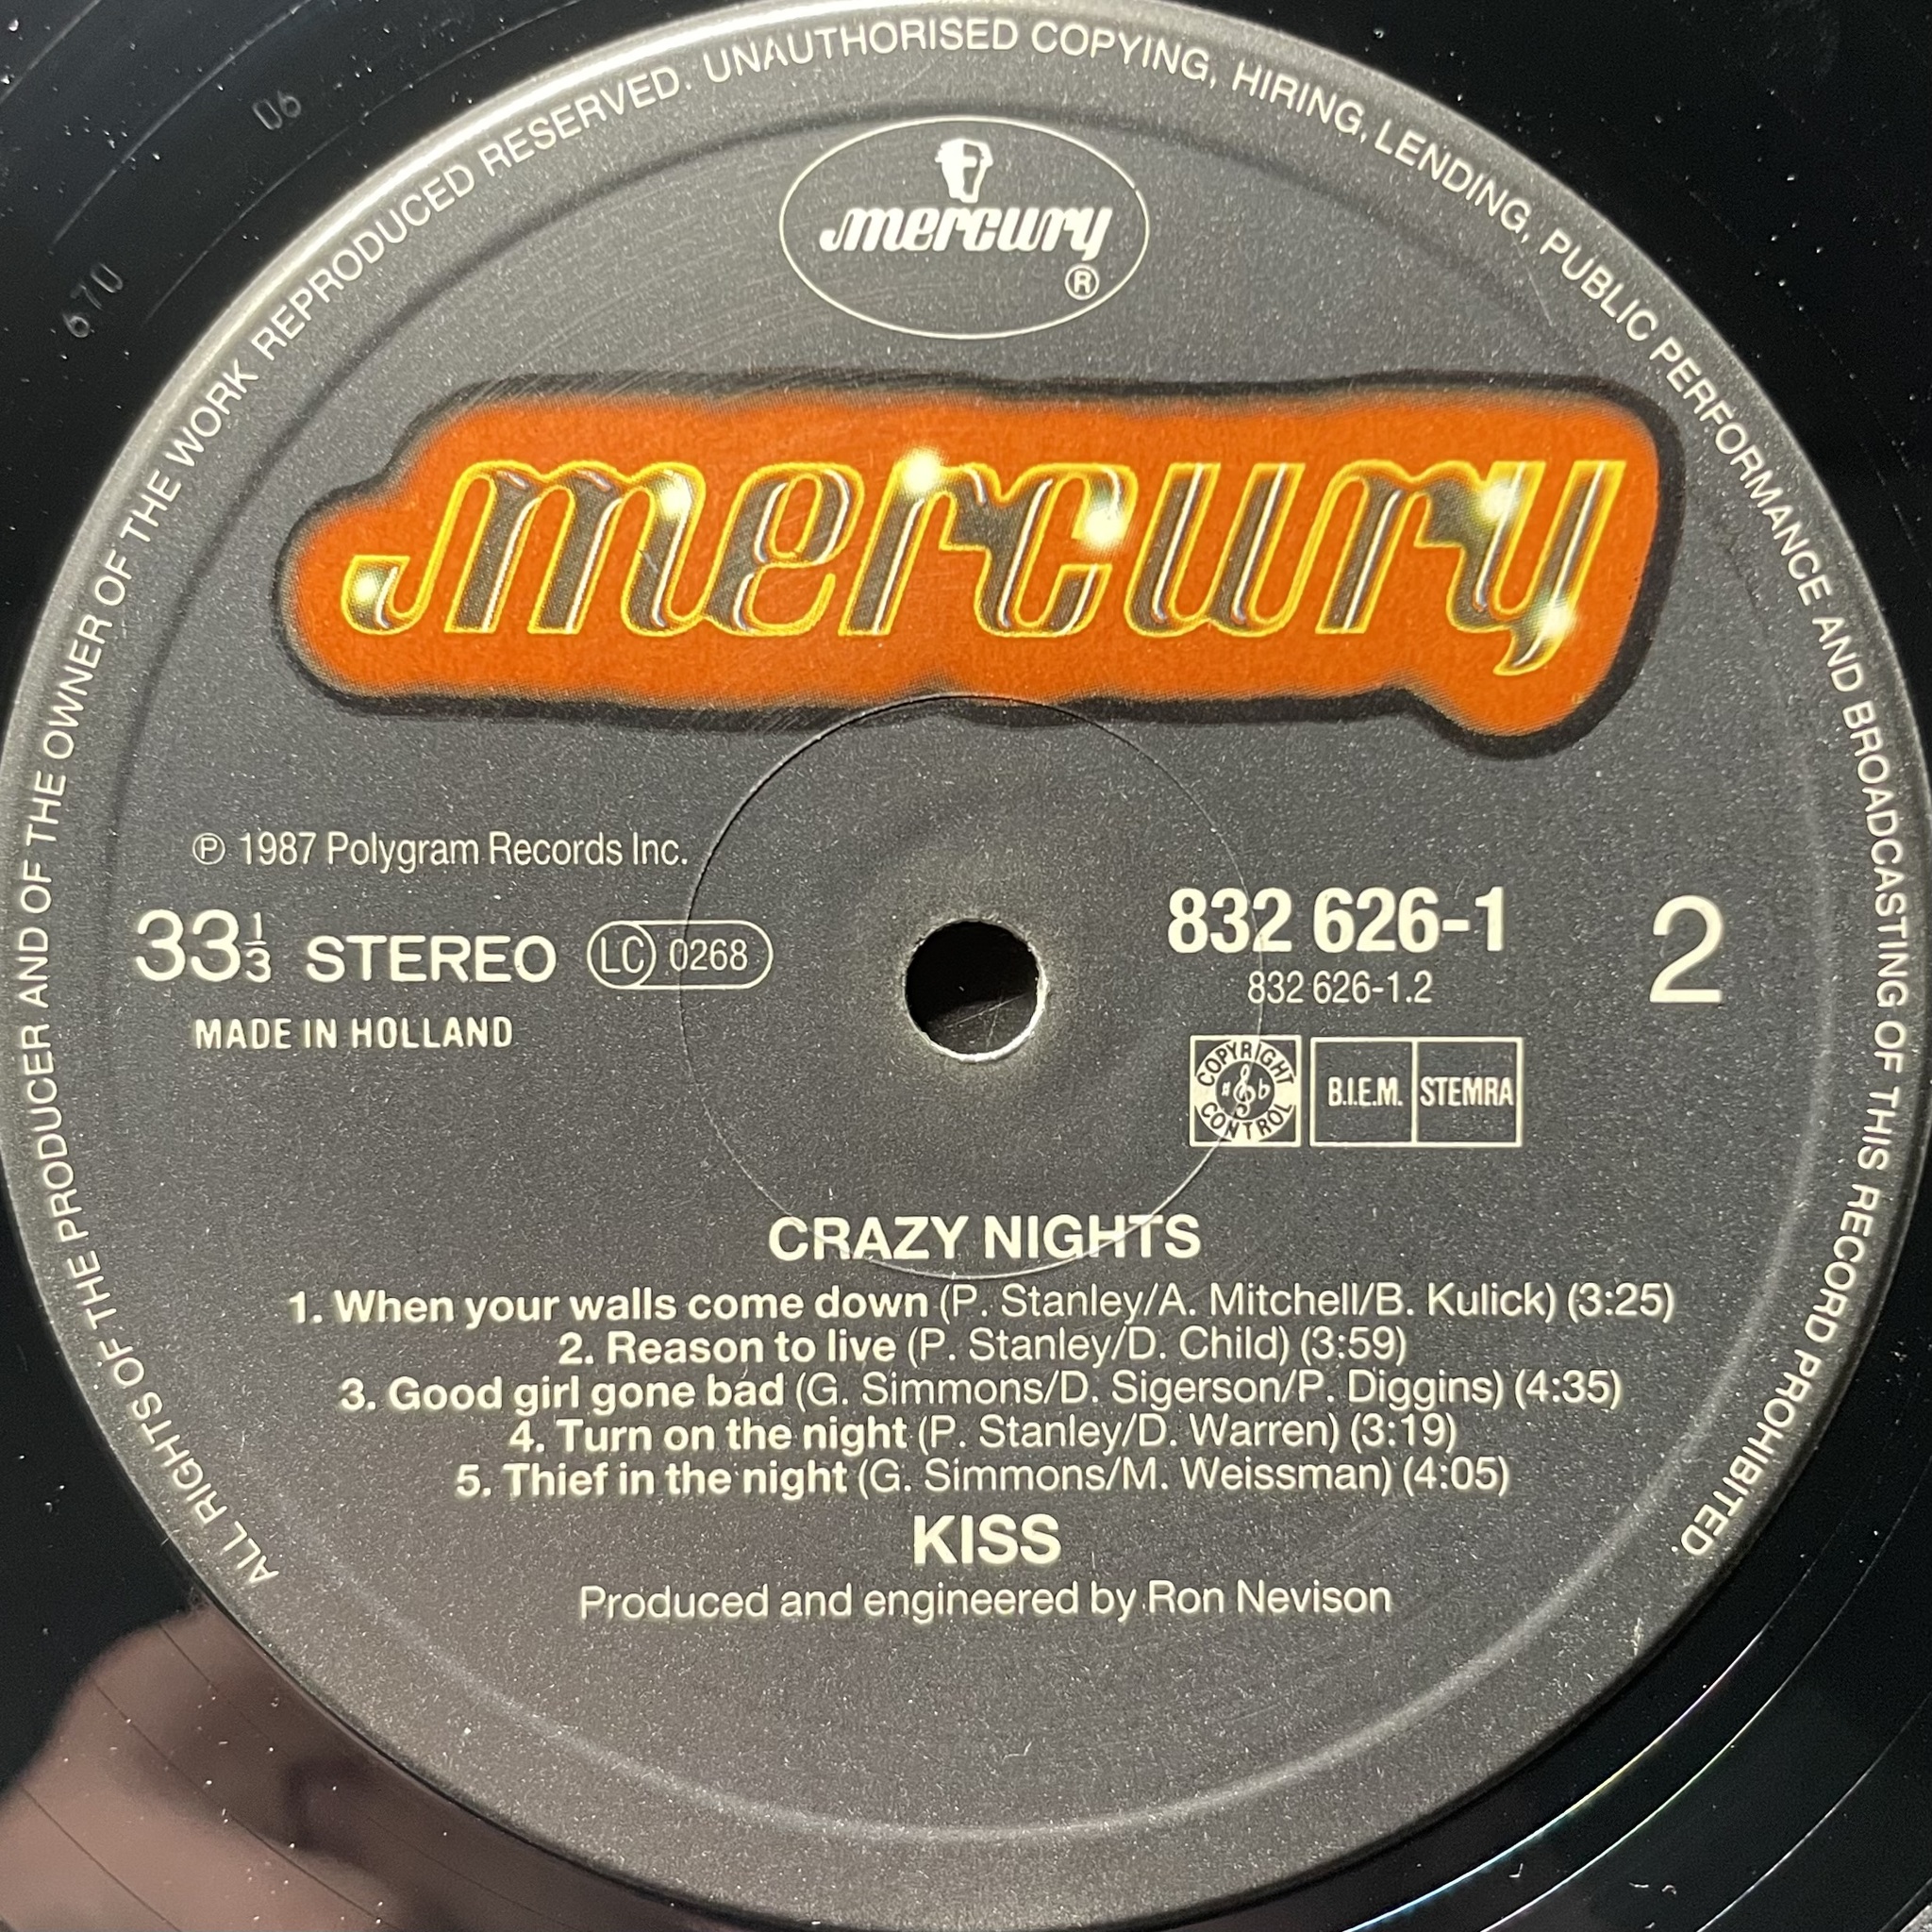 ALL RIGHTS OF THE PRODUCER AND OF THE OWNER OF THE WORK REPRODUCED RESERVED. UNAUTHORISED COPYING, HIRING, LENDING, PUBLIC PERFORMANCE AND BROADCASTING OF THIS RECORD PROHIBITED.
06
670
mercury
®
mercury
℗ 1987 Polygram Records Inc.
33 1/3 STEREO LC 0268
MADE IN HOLLAND
832 626-1
832 626-1.2
2
COPYRIGHT CONTROL
B.I.E.M. STEMRA
CRAZY NIGHTS
1. When your walls come down (P. Stanley/A. Mitchell/B. Kulick) (3:25)
2. Reason to live (P. Stanley/D. Child) (3:59)
3. Good girl gone bad (G. Simmons/D. Sigerson/P. Diggins) (4:35)
4. Turn on the night (P. Stanley/D. Warren) (3:19)
5. Thief in the night (G. Simmons/M. Weissman) (4:05)
KISS
Produced and engineered by Ron Nevison